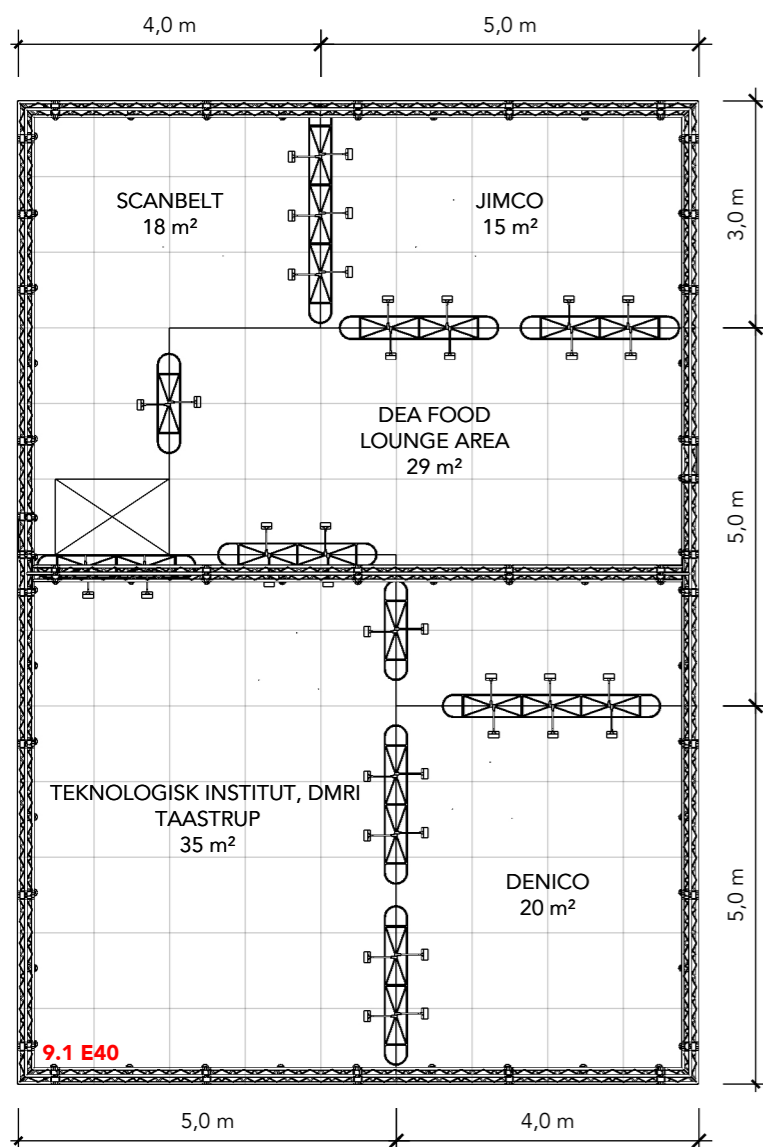 4,0 m
5,0 m
SCANBELT
18 m²
JIMCO
15 m²
3,0 m
DEA FOOD
LOUNGE AREA
29 m²
5,0 m
TEKNOLOGISK INSTITUT, DMRI
TAASTRUP
35 m²
DENICO
20 m²
5,0 m
9.1 E40
5,0 m
4,0 m